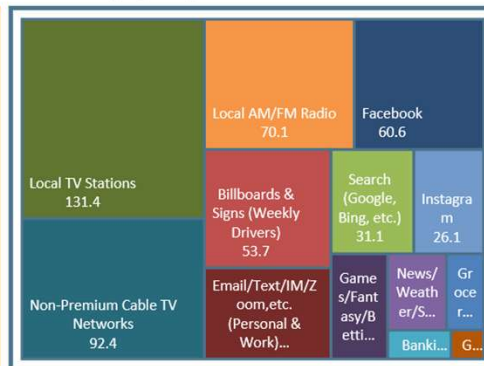 Local TV Stations
131.4
Non-Premium Cable TV
Networks
92.4
Local AM/FM Radio
70.1
Facebook
60.6
Billboards &
Signs (Weekly
Drivers)
53.7
Search
(Google,
Bing, etc.)
31.1
Instagra
m
26.1
Email/Text/IM/Z
oom,etc.
(Personal &
Work)...
Game
s/Fant
asy/B
etti...
News/
Weath
er/S...
Gr
ocer
r...
Banki...
G...